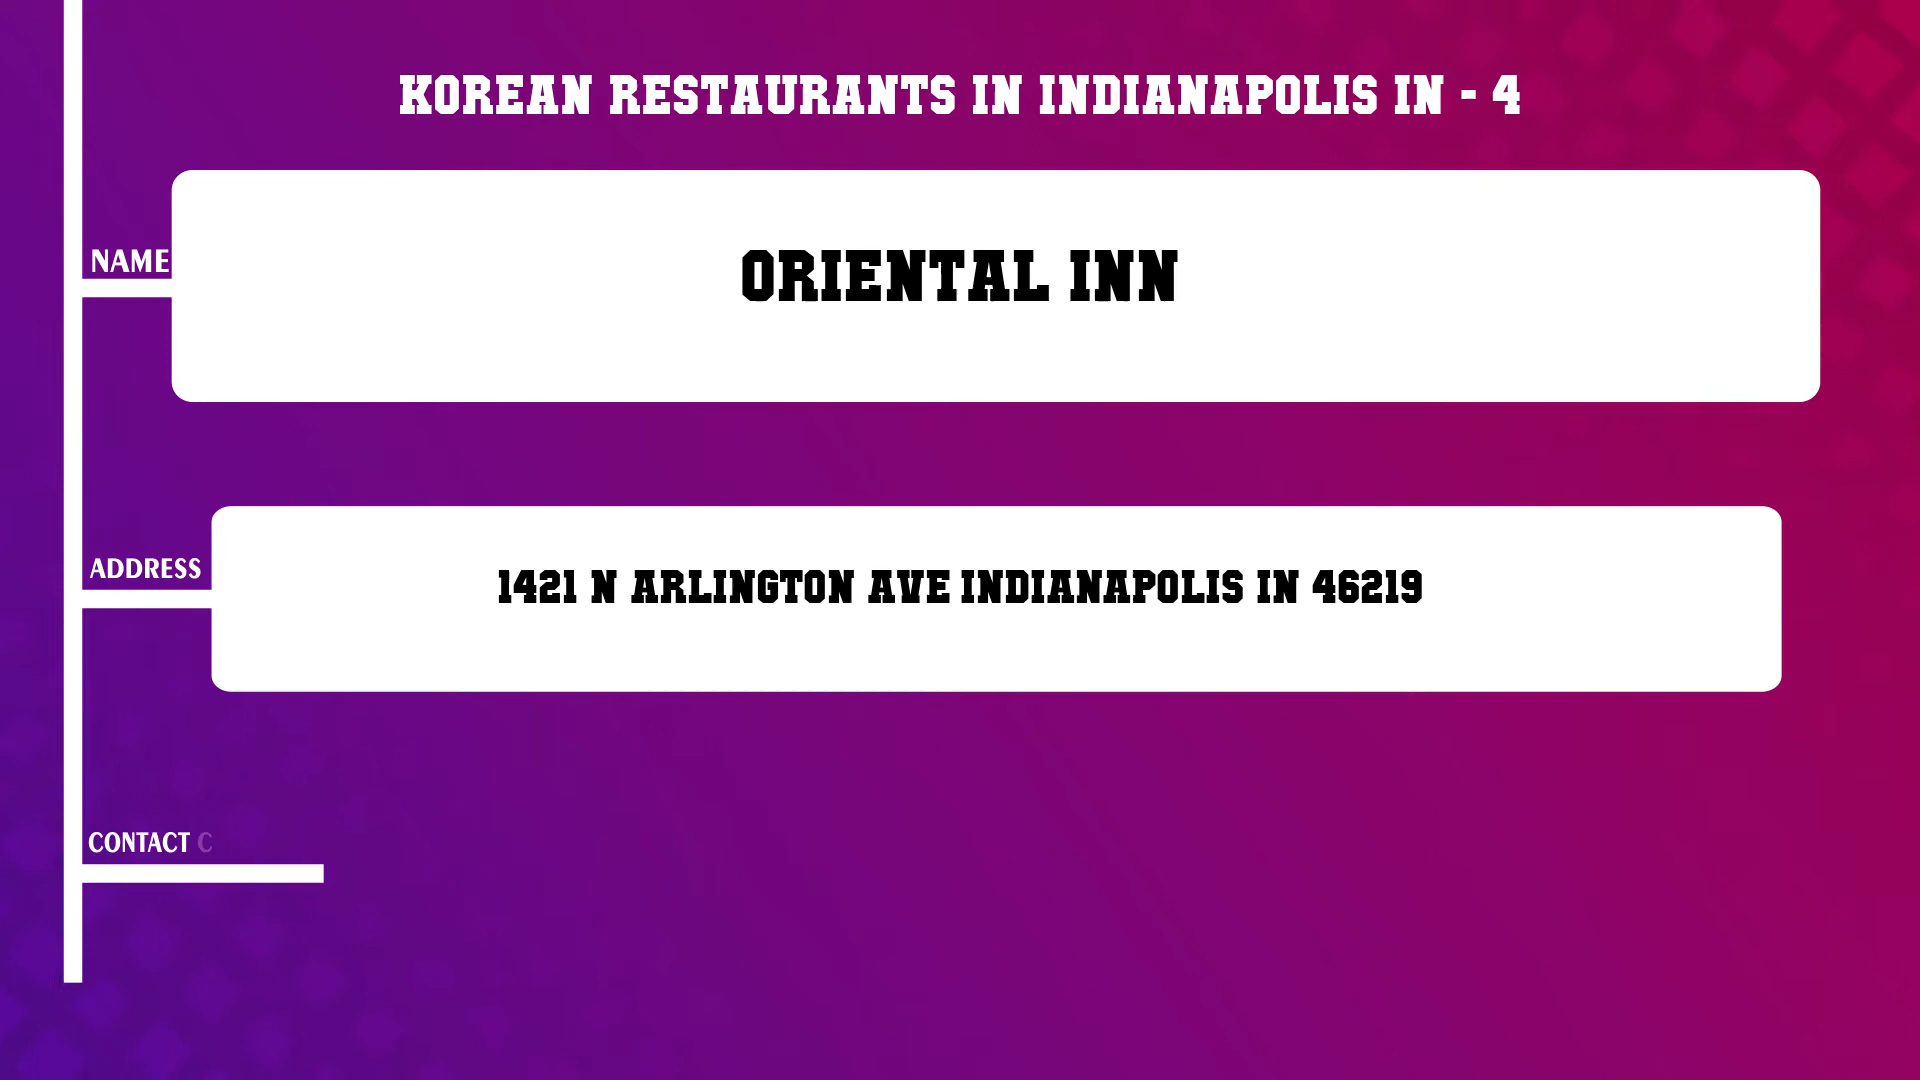 KOREAN RESTAURANTS IN INDIANAPOLIS IN - 4
NAME
ORIENTAL INN
ADDRESS
1421 N ARLINGTON AVE INDIANAPOLIS IN 46219
CONTACT C